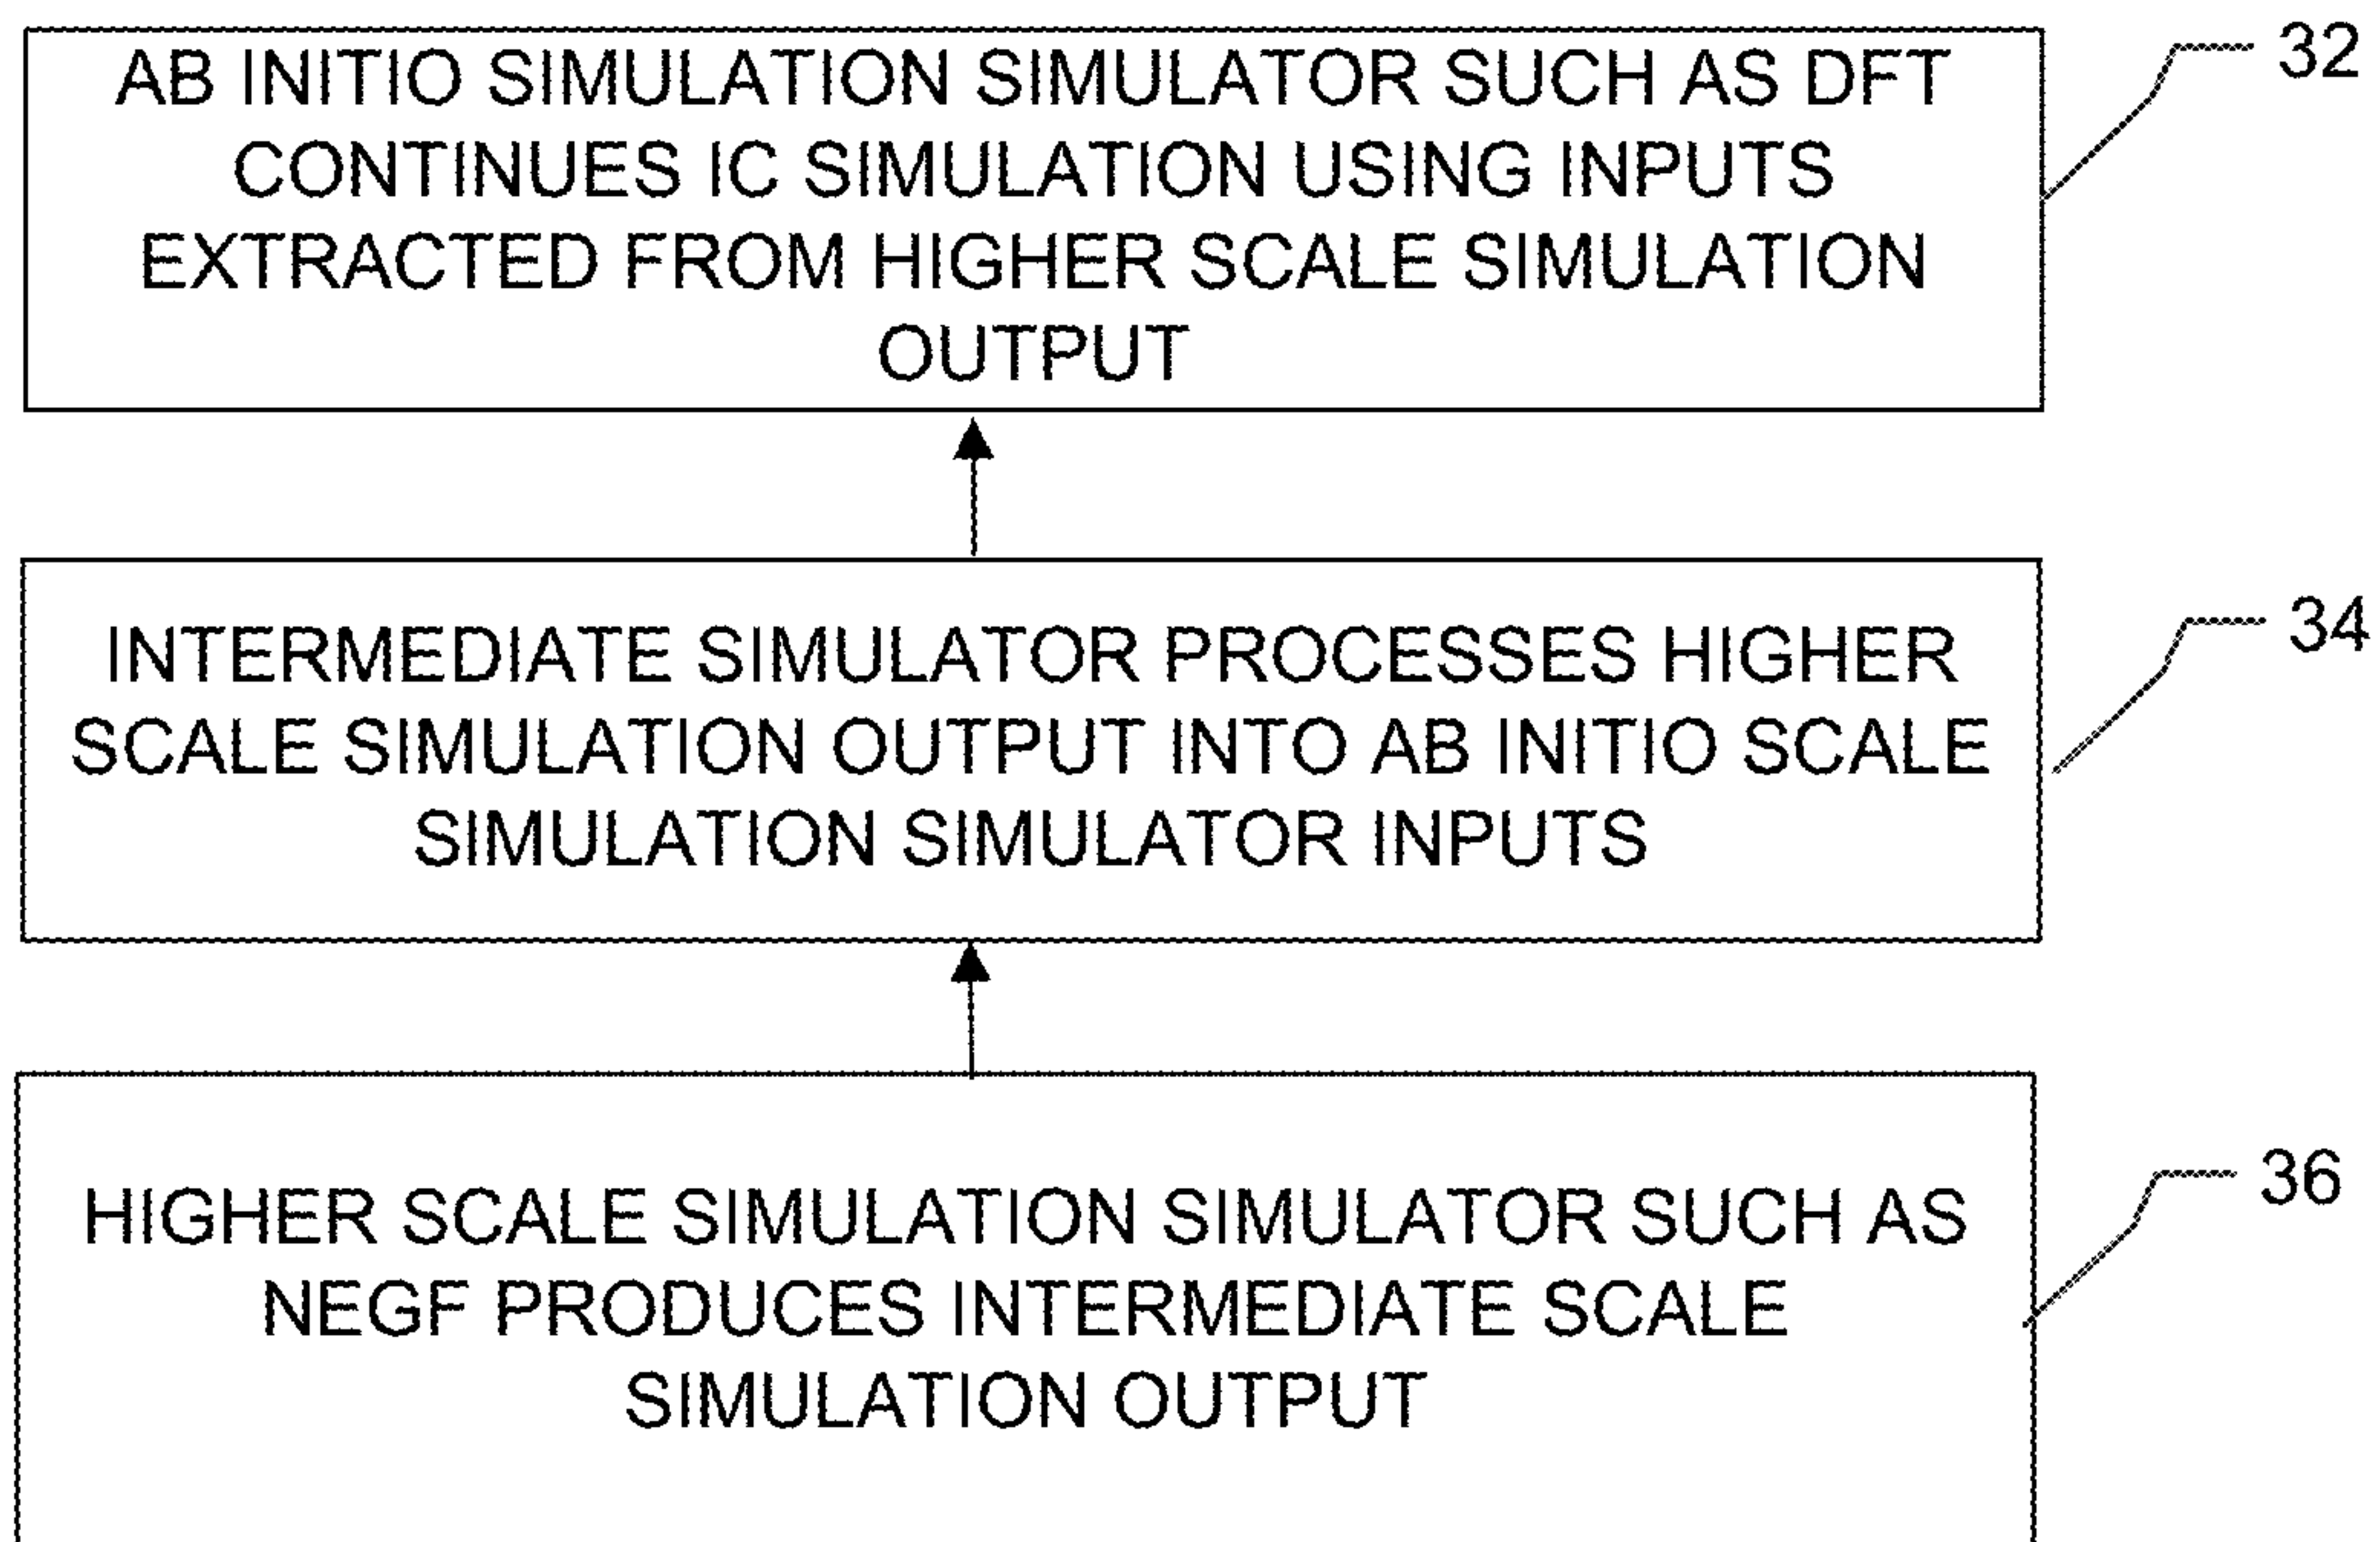 AB INITIO SIMULATION SIMULATOR SUCH AS DFT
CONTINUES IC SIMULATION USING INPUTS
EXTRACTED FROM HIGHER SCALE SIMULATION
OUTPUT
32
INTERMEDIATE SIMULATOR PROCESSES HIGHER
SCALE SIMULATION OUTPUT INTO AB INITIO SCALE
SIMULATION SIMULATOR INPUTS
34
HIGHER SCALE SIMULATION SIMULATOR SUCH AS
NEGF PRODUCES INTERMEDIATE SCALE
SIMULATION OUTPUT
36